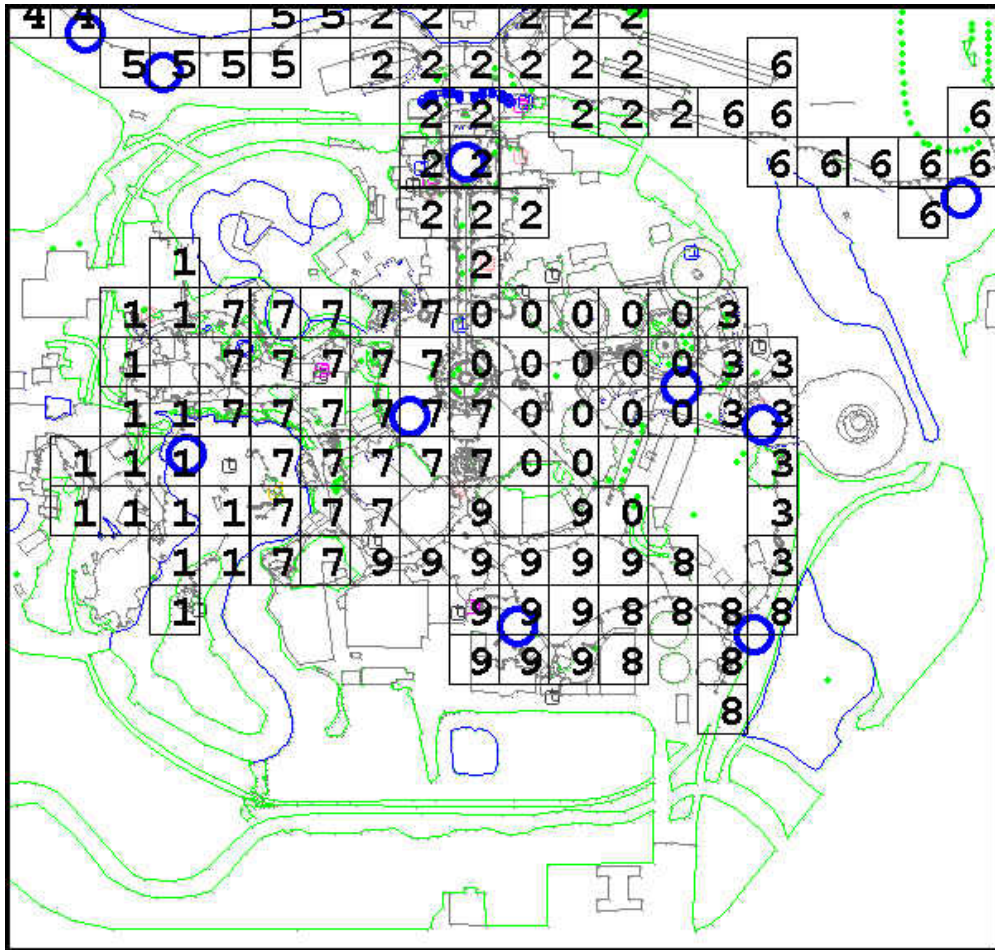 4 4 5 5 2 2 2 2 2
5 5 5 5 2 2 2 2 2 2 6
2 2 2 2 2 6 6 6
2 2 6 6 6 6 6
2 2 2 6
1 2
1 1 7 7 7 7 7 0 0 0 0 0 3
1 7 7 7 7 7 0 0 0 0 0 3 3
1 1 7 7 7 7 7 7 0 0 0 0 3 3
1 1 1 7 7 7 7 7 0 0 3
1 1 1 1 7 7 7 9 9 0 3
1 1 7 7 9 9 9 9 9 9 8 3
1 9 9 9 8 8 8 8
9 9 9 8 8
8